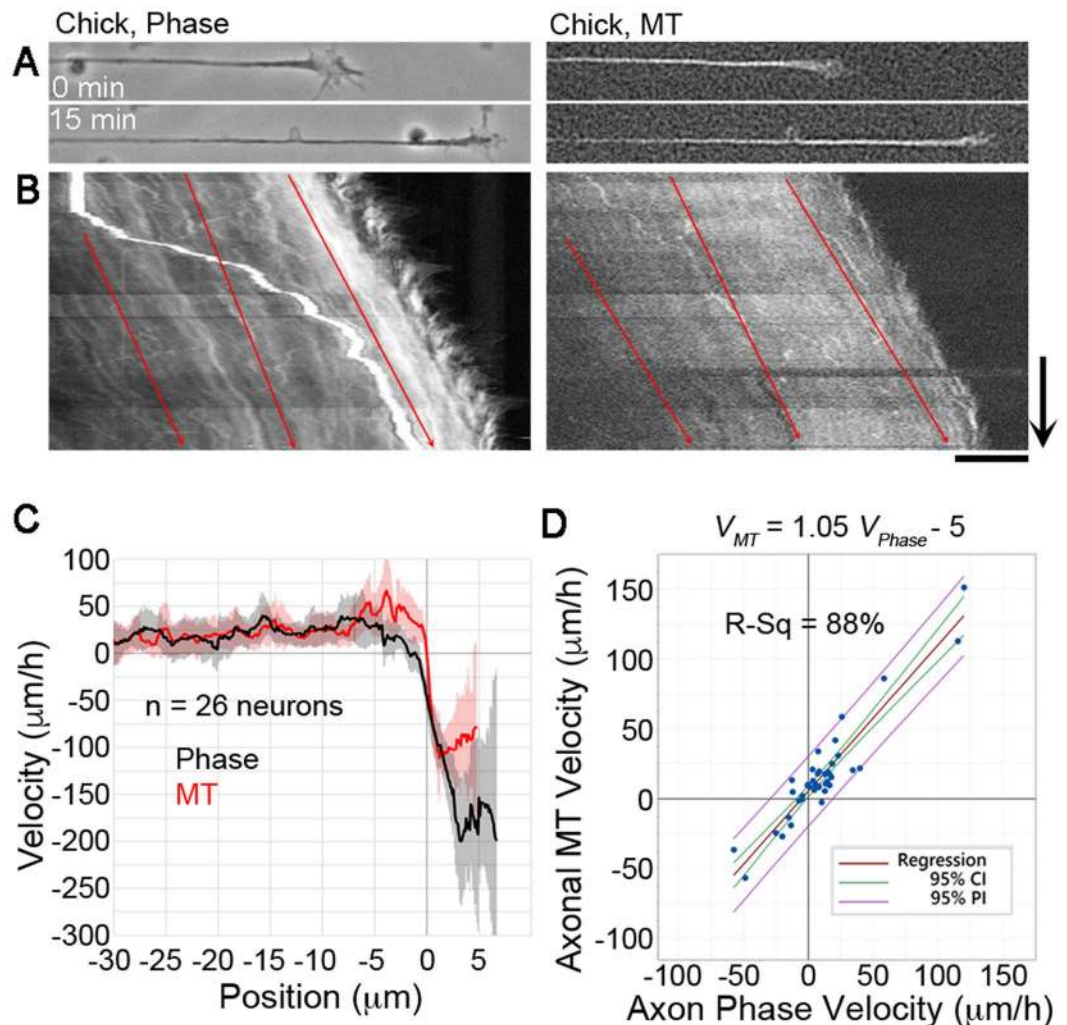 Chick, Phase
Chick, MT
A
0 min
15 min
B
C
100
50
0
-50
-100
-150
-200
-250
-300
Velocity (μm/h)
n = 26 neurons
Phase
MT
-30 -25 -20 -15 -10 -5 0 5
Position (μm)
D
V_MT = 1.05 V_Phase - 5
R-Sq = 88%
150
100
50
0
-50
-100
Axonal MT Velocity (μm/h)
Regression
95% CI
95% PI
-100 -50 0 50 100 150
Axon Phase Velocity (μm/h)